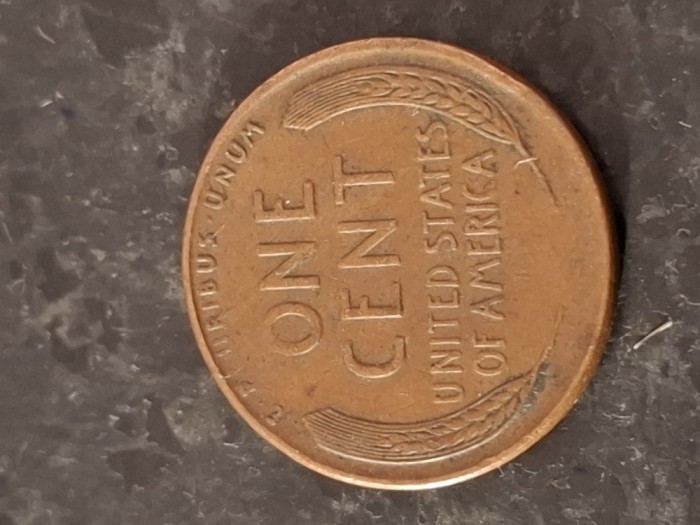 E PLURIBUS · UNUM
ONE
CENT
UNITED STATES
OF AMERICA